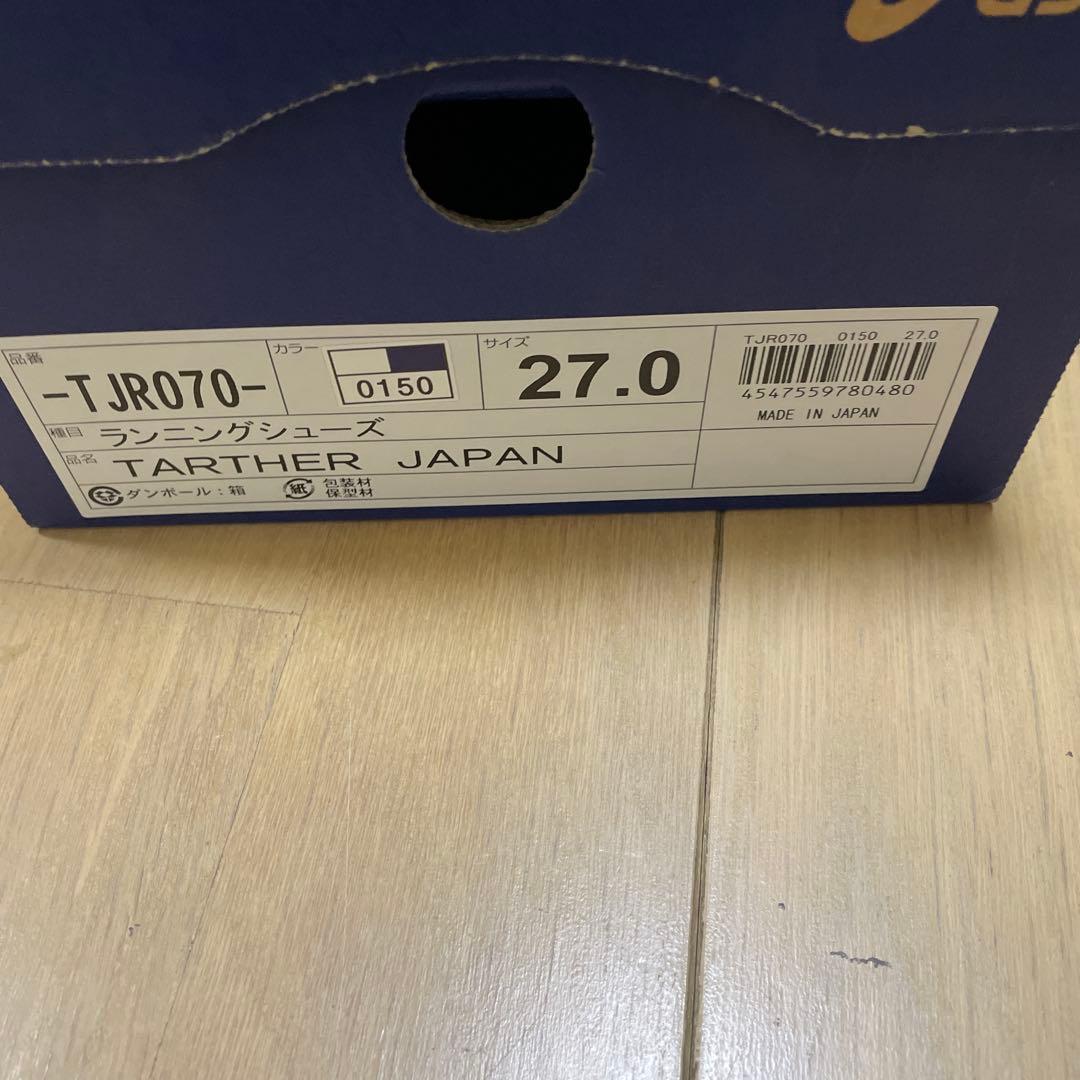 品番
-TJR070-
カラー
0150
サイズ
27.0
TJR070 0150 27.0
4547559780480
MADE IN JAPAN
種目 ランニングシューズ
品名 TARTHER JAPAN
ダンボール:箱
紙 包装材
保型材